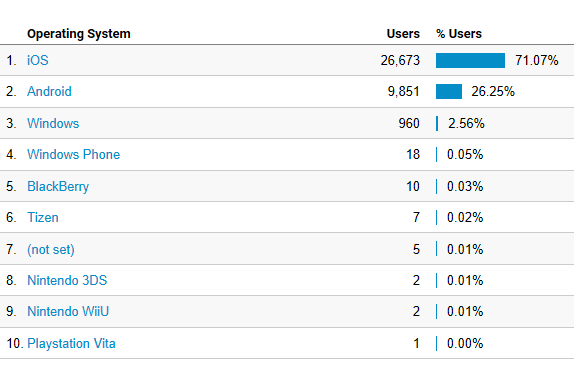 Operating System Users % Users
1. iOS 26,673 71.07%
2. Android 9,851 26.25%
3. Windows 960 2.56%
4. Windows Phone 18 0.05%
5. BlackBerry 10 0.03%
6. Tizen 7 0.02%
7. (not set) 5 0.01%
8. Nintendo 3DS 2 0.01%
9. Nintendo WiiU 2 0.01%
10. Playstation Vita 1 0.00%